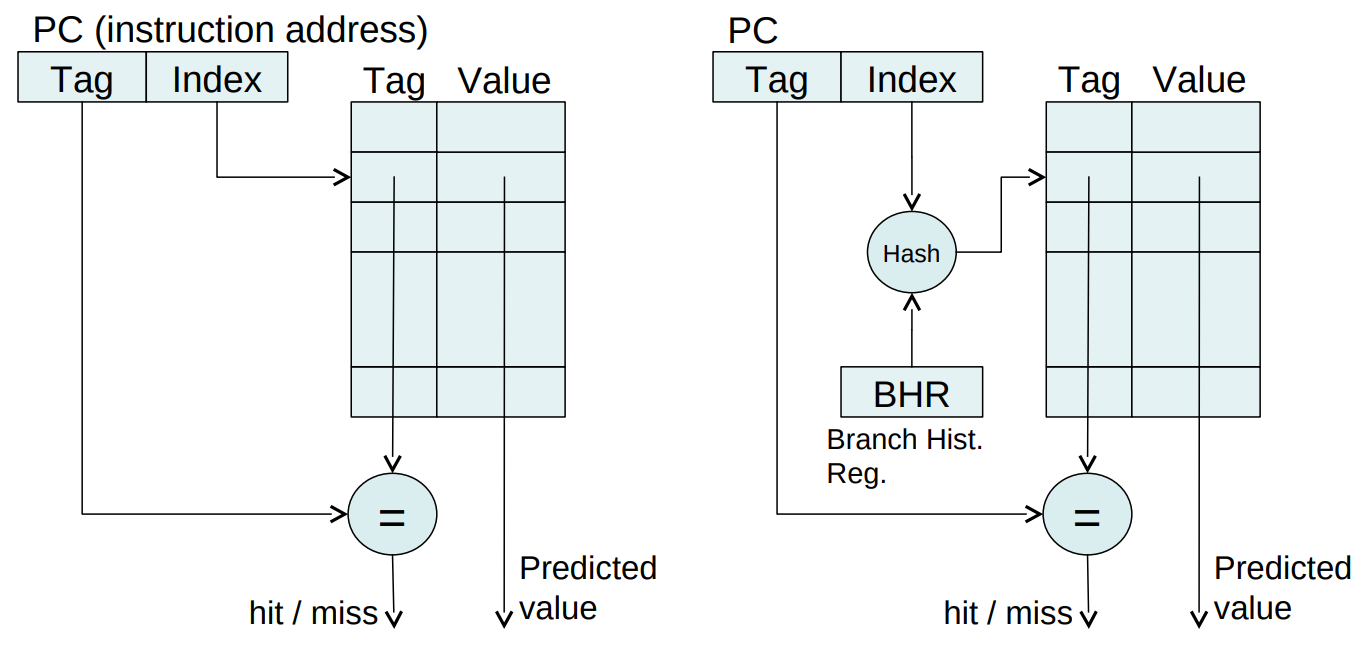 PC (instruction address)
Tag Index
Tag Value
=
hit / miss
Predicted
value
PC
Tag Index
Tag Value
Hash
BHR
Branch Hist.
Reg.
=
hit / miss
Predicted
value